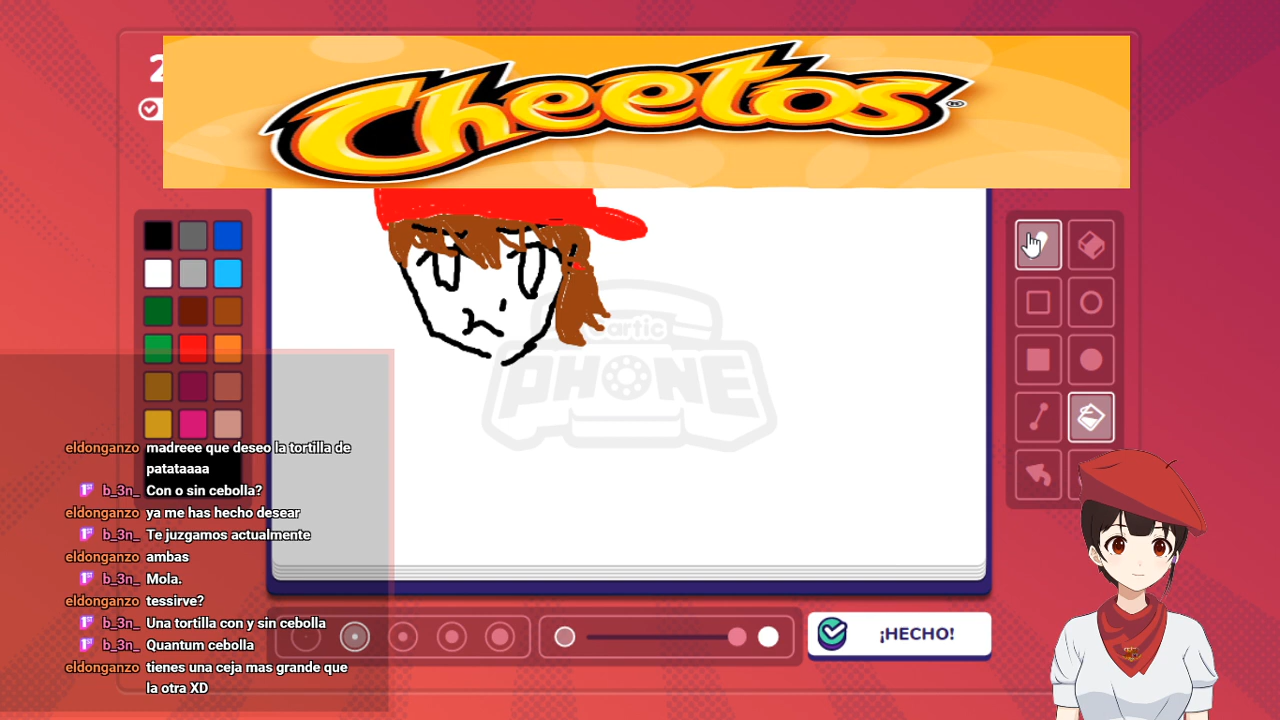 2
Cheetos
Gartic
PHONE
eldonganzo madreee que deseo la tortilla de
patataaaa
b_3n_ Con o sin cebolla?
eldonganzo ya me has hecho desear
b_3n_ Te juzgamos actualmente
eldonganzo ambas
b_3n_ Mola.
eldonganzo tessirve?
b_3n_ Una tortilla con y sin cebolla
b_3n_ Quantum cebolla
eldonganzo tienes una ceja mas grande que
la otra XD
¡HECHO!